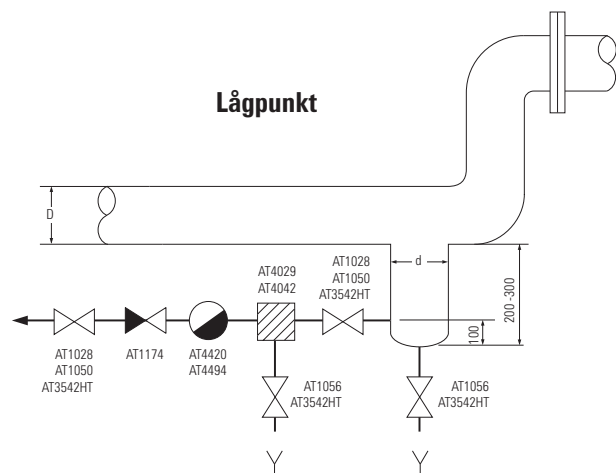 Lågpunkt
D
d
AT1028
AT1050
AT3542HT
AT4029
AT4042
200-300
100
AT1028
AT1050
AT3542HT
AT1174
AT4420
AT4494
AT1056
AT3542HT
AT1056
AT3542HT